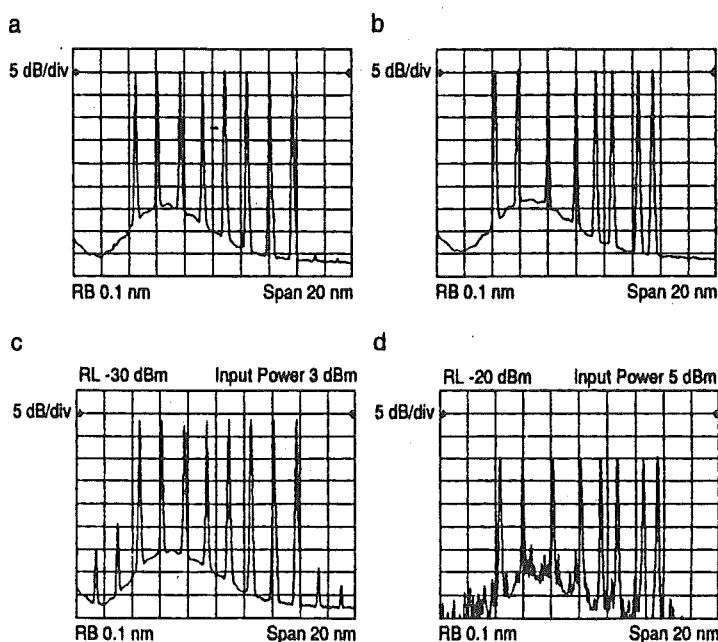 a
5 dB/div
RB 0.1 nm Span 20 nm
b
5 dB/div
RB 0.1 nm Span 20 nm
c
RL -30 dBm Input Power 3 dBm
5 dB/div
RB 0.1 nm Span 20 nm
d
RL -20 dBm Input Power 5 dBm
5 dB/div
RB 0.1 nm Span 20 nm